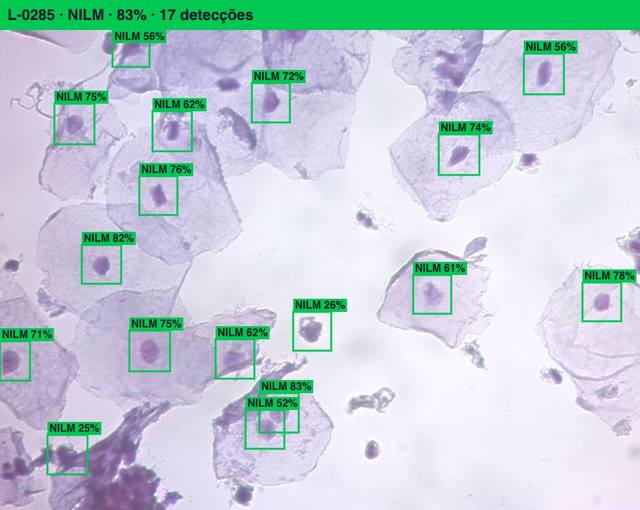 L-0285 · NILM · 83% · 17 detecções
NILM 56%
NILM 56%
NILM 72%
NILM 75%
NILM 62%
NILM 74%
NILM 76%
NILM 82%
NILM 61%
NILM 78%
NILM 26%
NILM 71%
NILM 75%
NILM 62%
NILM 83%
NILM 52%
NILM 25%